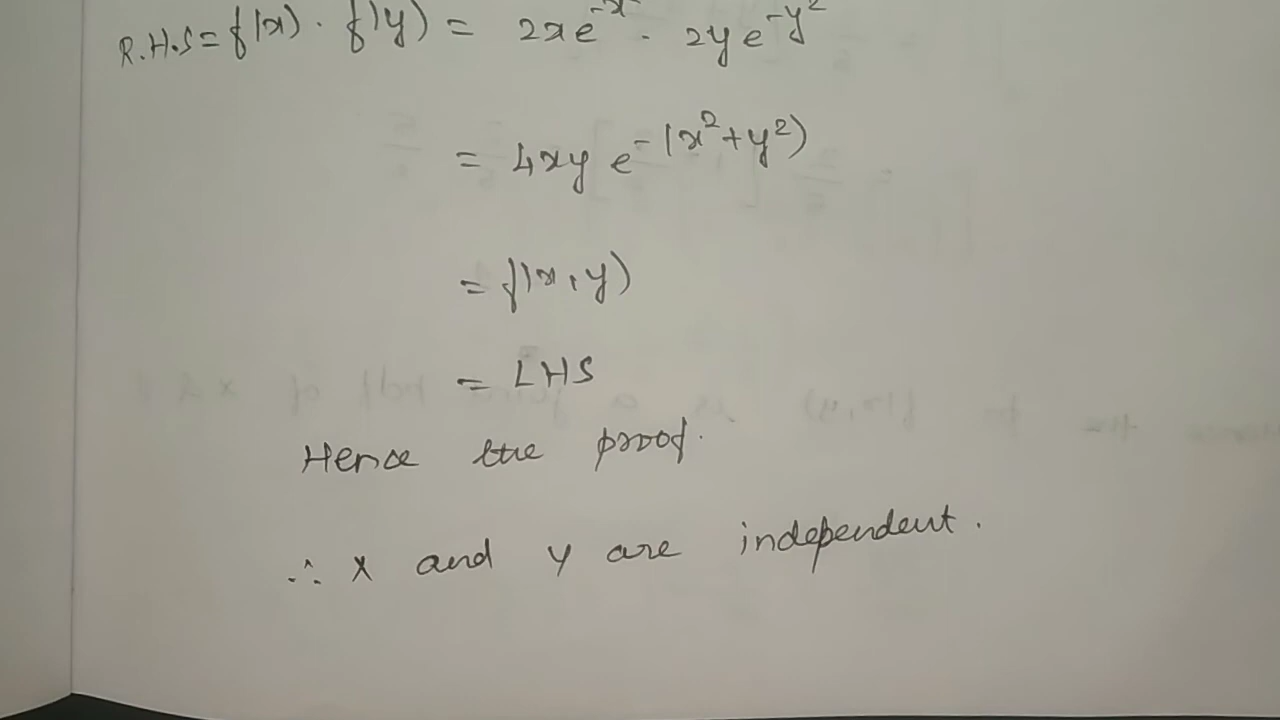 R.H.S = f(x) · f(y) = 2xe^-x² · 2ye^-y²
= 4xy e^-(x²+y²)
= f(x,y)
= LHS
Hence the proof.
∴ X and Y are independent.